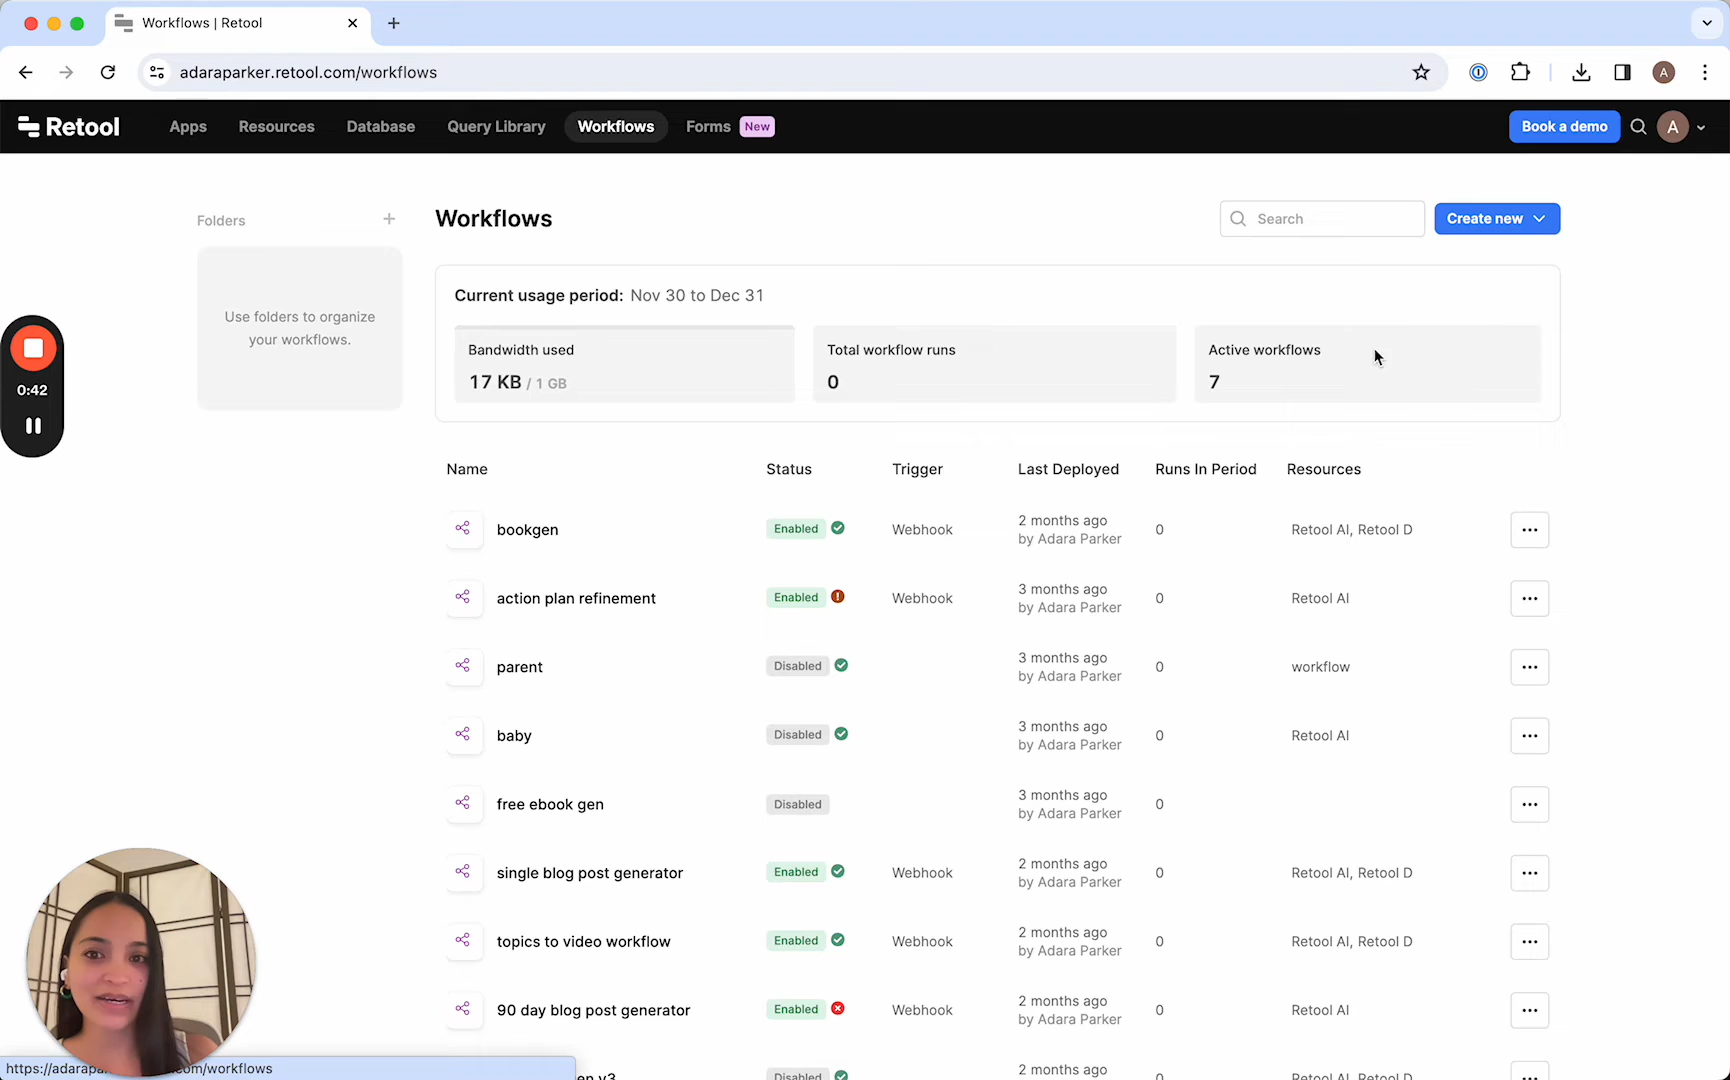 Workflows | Retool
adaraparker.retool.com/workflows
A
Retool
Apps
Resources
Database
Query Library
Workflows
Forms
New
Book a demo
A
Folders
Use folders to organize
your workflows.
Workflows
Search
Create new
Current usage period: Nov 30 to Dec 31
Bandwidth used
17 KB / 1 GB
Total workflow runs
0
Active workflows
7
0:42
Name Status Trigger Last Deployed Runs In Period Resources
bookgen Enabled Webhook 2 months ago 0 Retool AI, Retool D
by Adara Parker
action plan refinement Enabled Webhook 3 months ago 0 Retool AI
by Adara Parker
parent Disabled 3 months ago 0 workflow
by Adara Parker
baby Disabled 3 months ago 0 Retool AI
by Adara Parker
free ebook gen Disabled 3 months ago 0
by Adara Parker
single blog post generator Enabled Webhook 2 months ago 0 Retool AI, Retool D
by Adara Parker
topics to video workflow Enabled Webhook 2 months ago 0 Retool AI, Retool D
by Adara Parker
90 day blog post generator Enabled Webhook 2 months ago 0 Retool AI
by Adara Parker
en v3 Disabled 2 months ago 0 Retool AI, Retool D
https://adarapa com/workflows